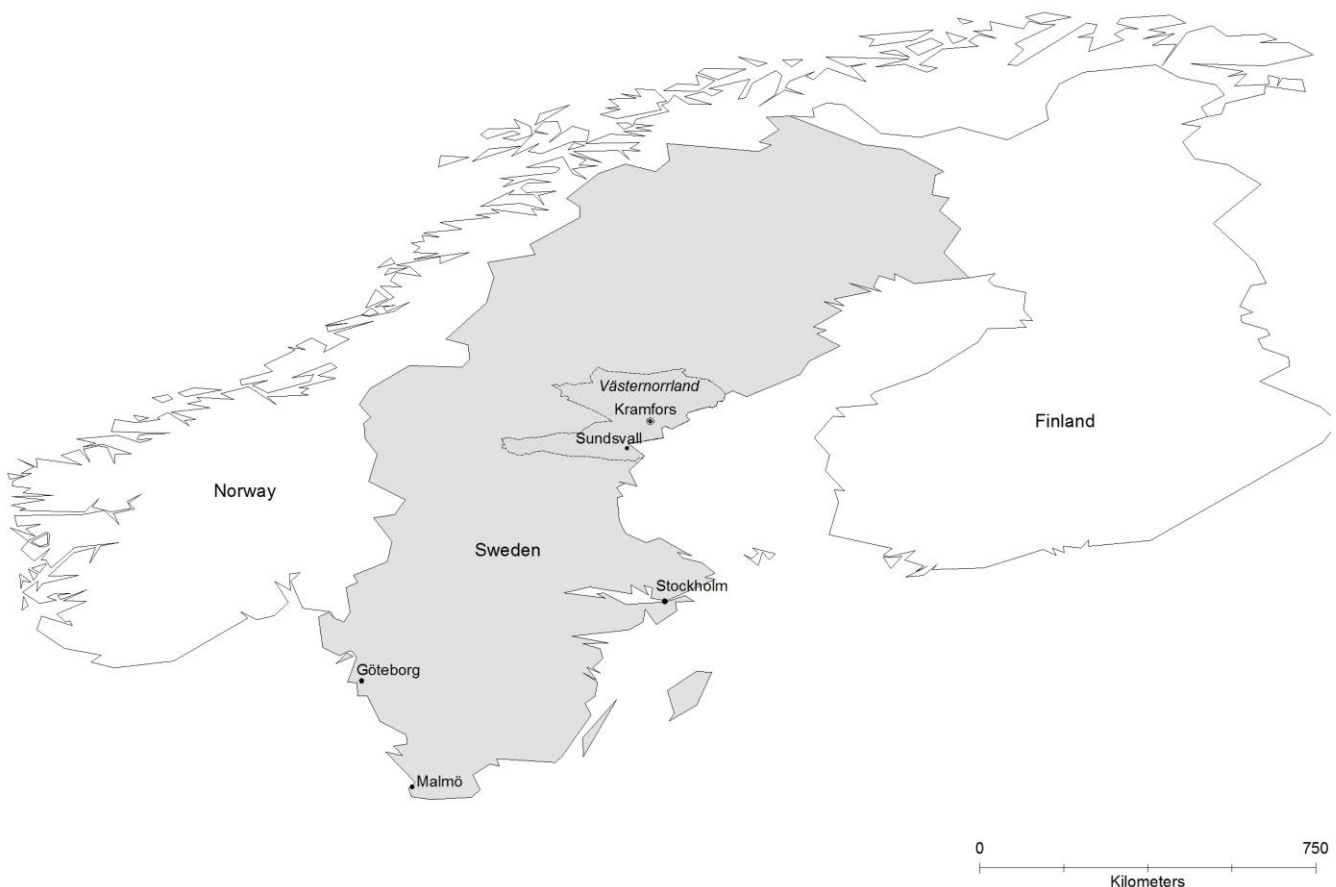 Västernorrland
Kramfors
Finland
Sundsvall
Norway
Sweden
Stockholm
Göteborg
Malmö
0 750
Kilometers